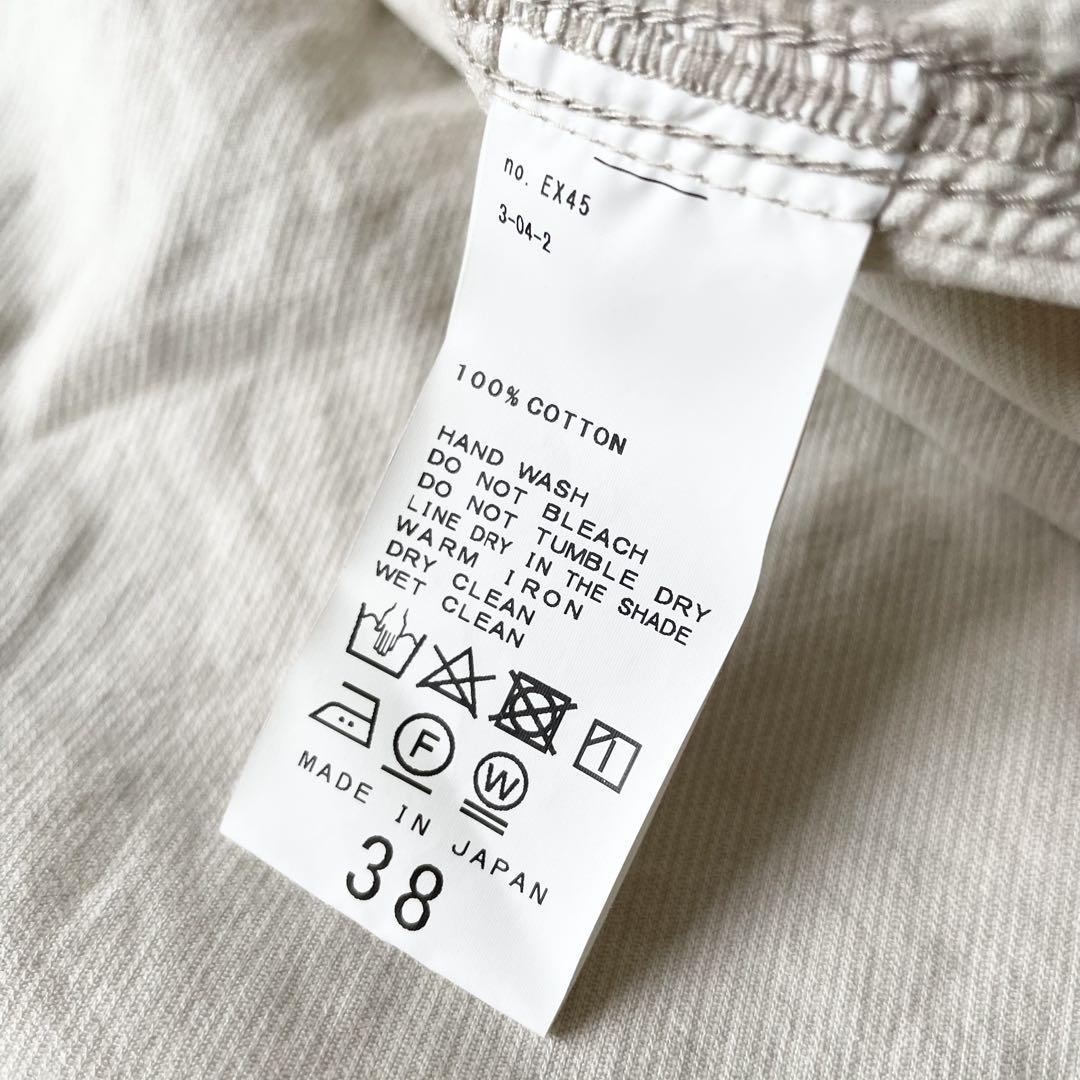 no. EX45
3-04-2
100% COTTON
HAND WASH
DO NOT BLEACH
DO NOT TUMBLE DRY
LINE DRY IN THE SHADE
WARM IRON
DRY CLEAN
WET CLEAN
F
W
MADE IN JAPAN
38